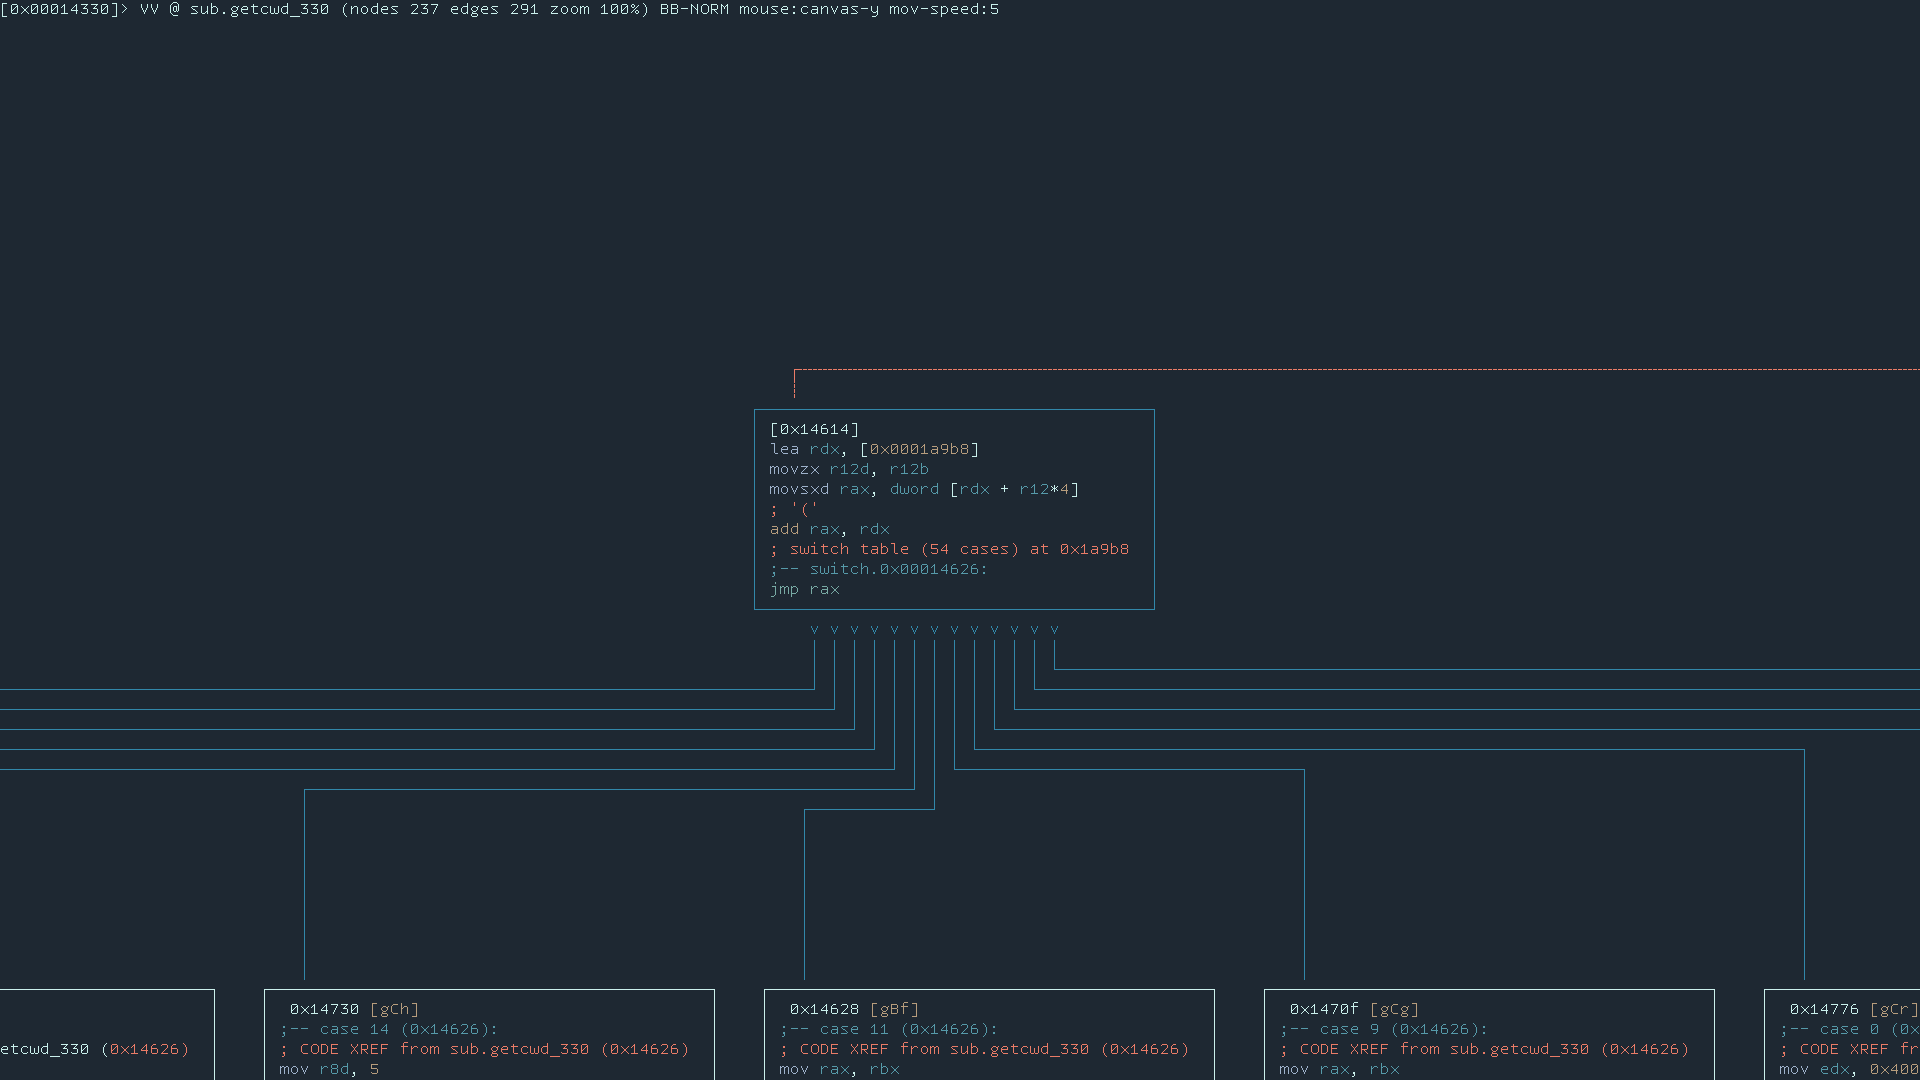 [0x00014330]> VV @ sub.getcwd_330 (nodes 237 edges 291 zoom 100%) BB-NORM mouse:canvas-y mov-speed:5
[0x14614]
lea rdx, [0x0001a9b8]
movzx r12d, r12b
movsxd rax, dword [rdx + r12*4]
; '('
add rax, rdx
; switch table (54 cases) at 0x1a9b8
;-- switch.0x00014626:
jmp rax
etcwd_330 (0x14626)
0x14730 [gCh]
;-- case 14 (0x14626):
; CODE XREF from sub.getcwd_330 (0x14626)
mov r8d, 5
0x14628 [gBf]
;-- case 11 (0x14626):
; CODE XREF from sub.getcwd_330 (0x14626)
mov rax, rbx
0x1470f [gCg]
;-- case 9 (0x14626):
; CODE XREF from sub.getcwd_330 (0x14626)
mov rax, rbx
0x14776 [gCr]
;-- case 0 (0x
; CODE XREF fr
mov edx, 0x400